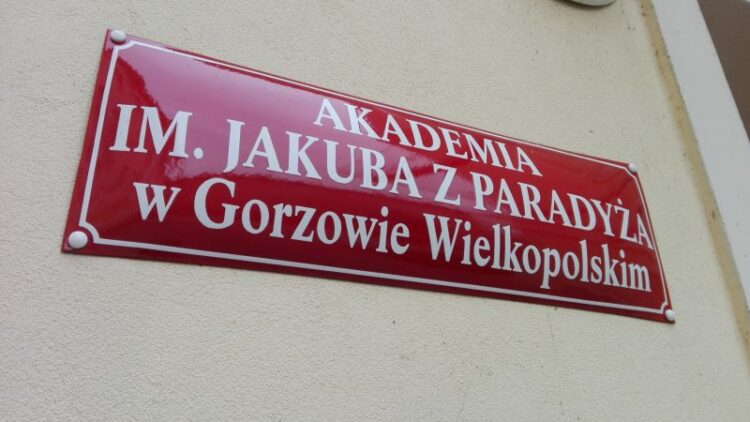 AKADEMIA
IM. JAKUBA Z PARADYŻA
w Gorzowie Wielkopolskim